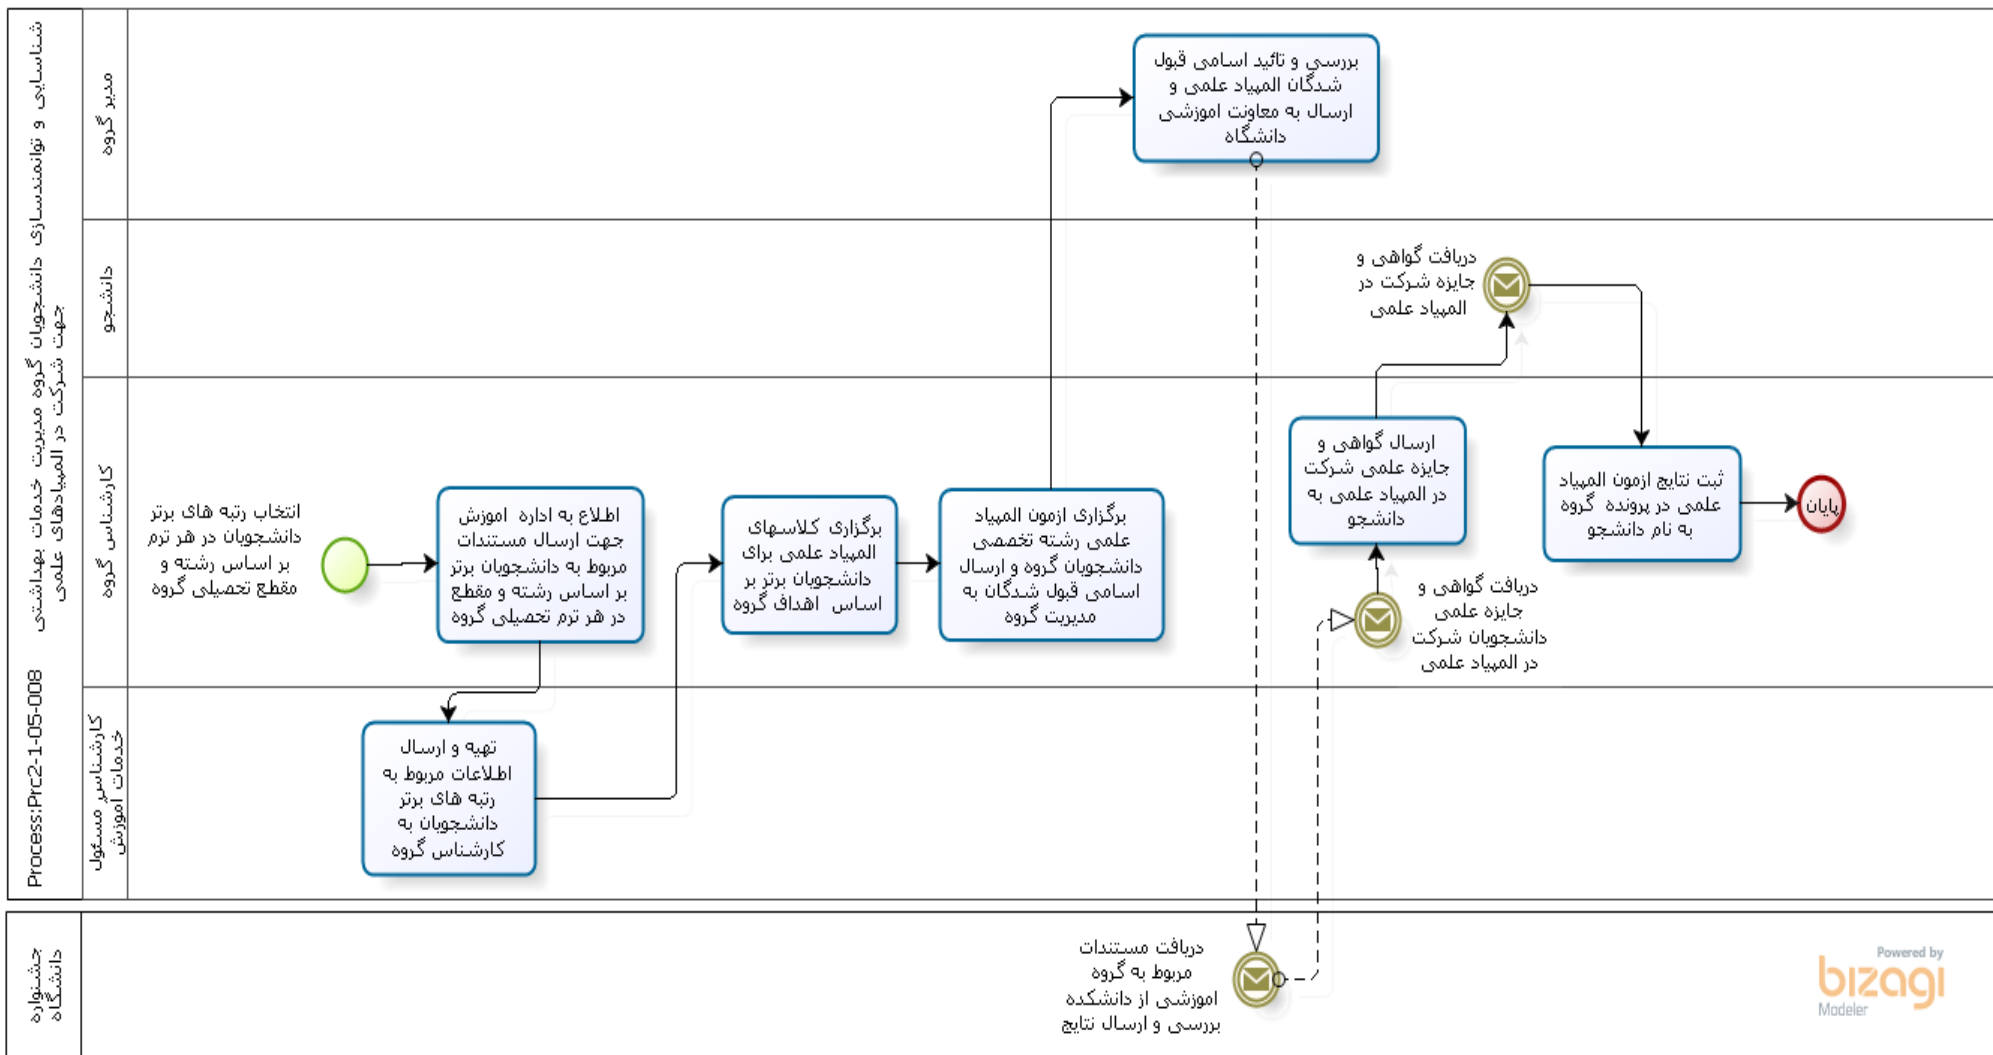 شناسایی و توانمندسازی دانشجویان گروه مدیریت خدمات بهداشتی
جهت شرکت در المپیادهای علمی
Process:Prc2-1-05-008
مدیر گروه
بررسی و تائید اسامی قبول
شدگان المپیاد علمی و
ارسال به معاونت اموزشی
دانشگاه
دانشجو
دریافت گواهی و
جایزه شرکت در
المپیاد علمی
کارشناس گروه
انتخاب رتبه های برتر
دانشجویان در هر ترم
بر اساس رشته و
مقطع تحصیلی گروه
اطلاع به اداره اموزش
جهت ارسال مستندات
مربوط به دانشجویان برتر
بر اساس رشته و مقطع
در هر ترم تحصیلی گروه
برگزاری کلاسهای
المپیاد علمی برای
دانشجویان برتر بر
اساس اهداف گروه
برگزاری ازمون المپیاد
علمی رشته تخصصی
دانشجویان گروه و ارسال
اسامی قبول شدگان به
مدیریت گروه
ارسال گواهی و
جایزه علمی شرکت
در المپیاد علمی به
دانشجو
دریافت گواهی و
جایزه علمی
دانشجویان شرکت
در المپیاد علمی
ثبت نتایج ازمون المپیاد
علمی در پرونده گروه
به نام دانشجو
پایان
کارشناس مسئول
خدمات اموزش
تهیه و ارسال
اطلاعات مربوط به
رتبه های برتر
دانشجویان به
کارشناس گروه
جشنواره
دانشگاه
دریافت مستندات
مربوط به گروه
اموزشی از دانشکده
بررسی و ارسال نتایج
Powered by
bizagi
Modeler